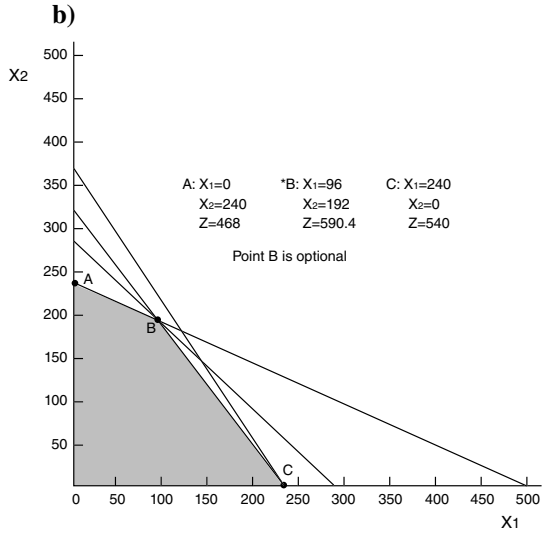 b)
500
X2
450
400
350
A: X1=0 *B: X1=96 C: X1=240
X2=240 X2=192 X2=0
Z=468 Z=590.4 Z=540
300
Point B is optional
250
A
200
B
150
100
50
C
0 50 100 150 200 250 300 350 400 450 500
X1